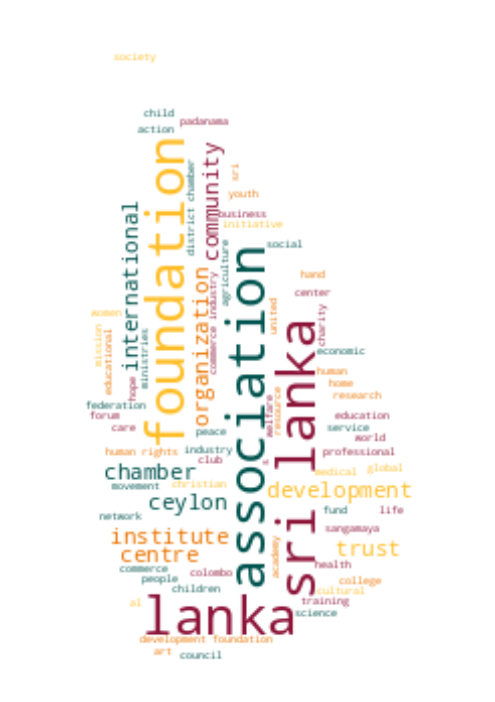 society
child
padanama
action
foundation
community
district chamber
sri
youth
international
business
initiative
agriculture
social
association
organization
commerce industry
hand
center
united
charity
women
mission
educational
ministries
hope
sri lanka
economic
human
home
research
welfare
resource
federation
forum
care
peace
education
service
world
human rights
industry
club
professional
chamber
medical
global
movement
christian
development
ceylon
network
fund
life
sangamaya
institute
centre
trust
academy
health
commerce
people
colombo
college
children
cultural
al
lanka
training
science
development foundation
art
council